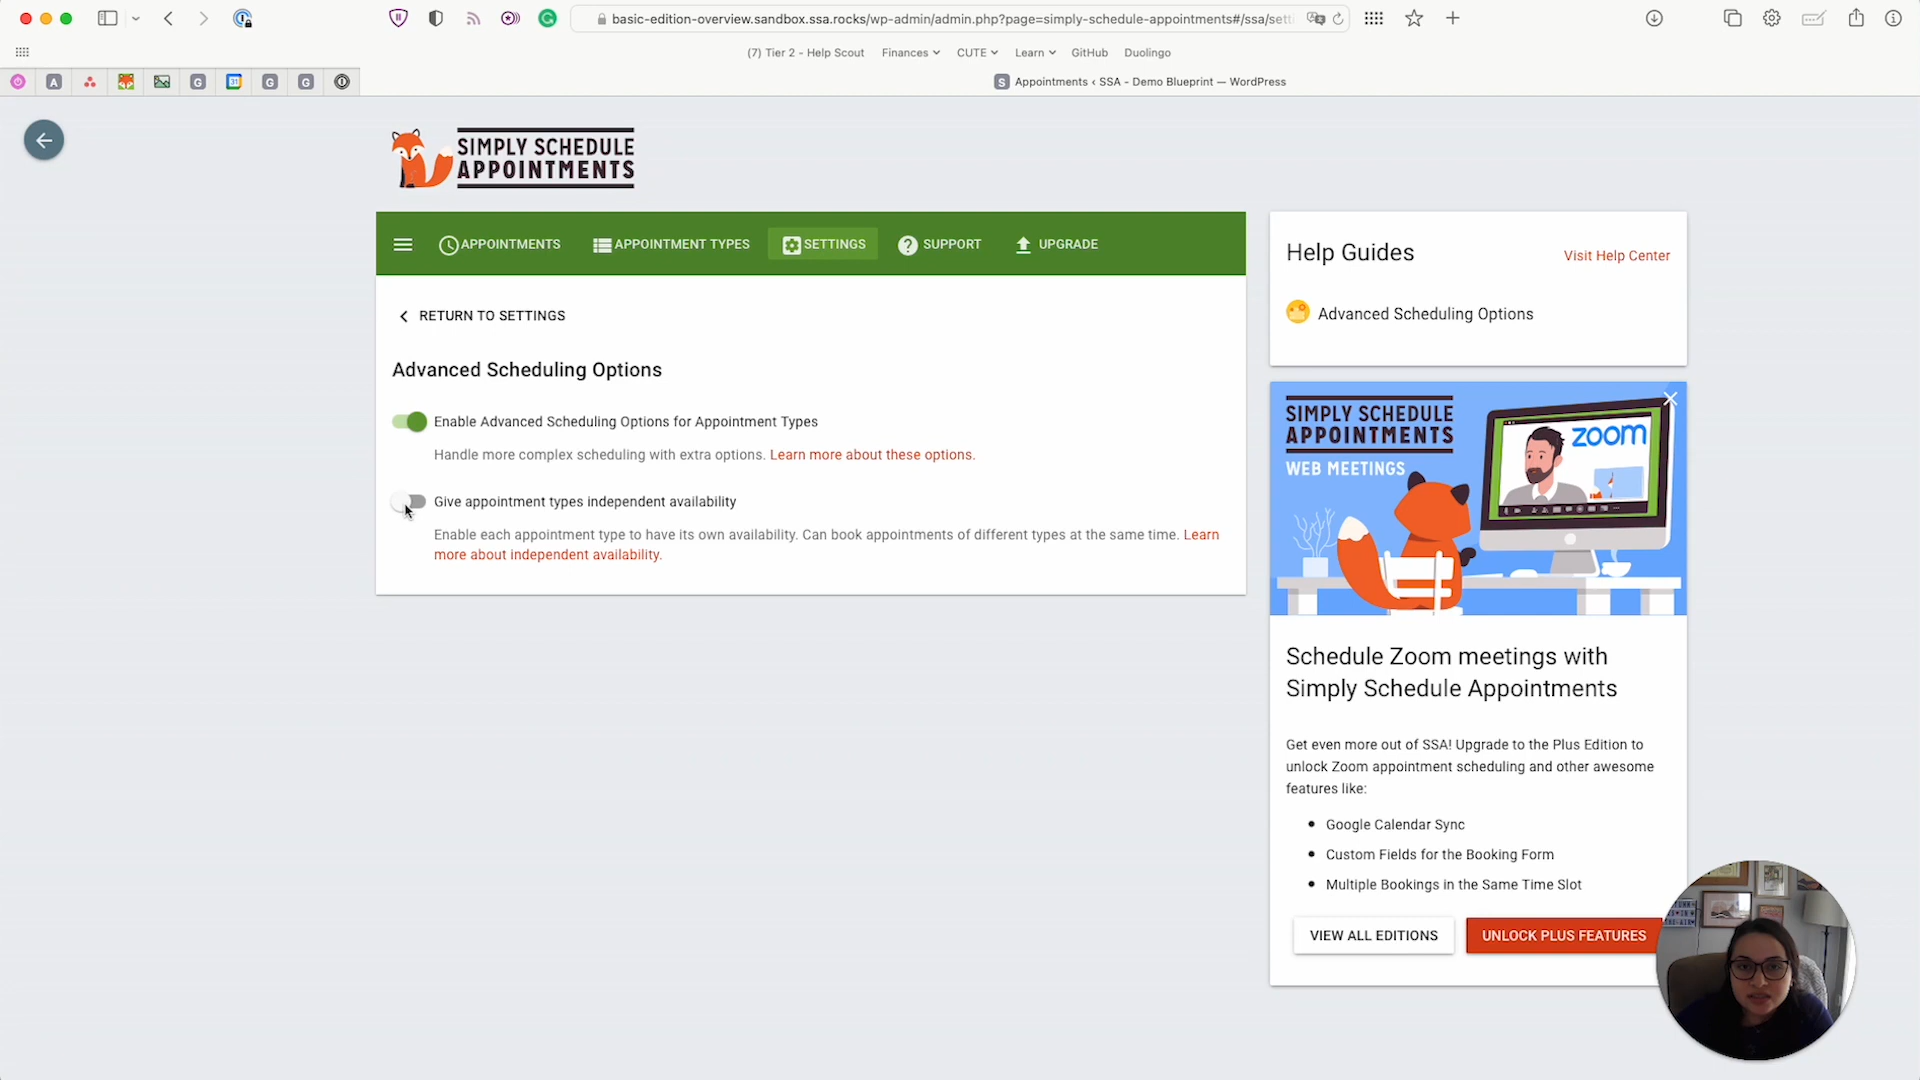 basic-edition-overview.sandbox.ssa.rocks/wp-admin/admin.php?page=simply-schedule-appointments#/ssa/setti
(7) Tier 2 - Help Scout
Finances
CUTE
Learn
GitHub
Duolingo
A
G
31
G
G
S
Appointments ‹ SSA - Demo Blueprint — WordPress
SIMPLY SCHEDULE
APPOINTMENTS
APPOINTMENTS
APPOINTMENT TYPES
SETTINGS
SUPPORT
UPGRADE
RETURN TO SETTINGS
Advanced Scheduling Options
Enable Advanced Scheduling Options for Appointment Types
Handle more complex scheduling with extra options. Learn more about these options.
Give appointment types independent availability
Enable each appointment type to have its own availability. Can book appointments of different types at the same time. Learn
more about independent availability.
Help Guides
Visit Help Center
Advanced Scheduling Options
SIMPLY SCHEDULE
APPOINTMENTS
WEB MEETINGS
zoom
Schedule Zoom meetings with
Simply Schedule Appointments
Get even more out of SSA! Upgrade to the Plus Edition to
unlock Zoom appointment scheduling and other awesome
features like:
Google Calendar Sync
Custom Fields for the Booking Form
Multiple Bookings in the Same Time Slot
VIEW ALL EDITIONS
UNLOCK PLUS FEATURES